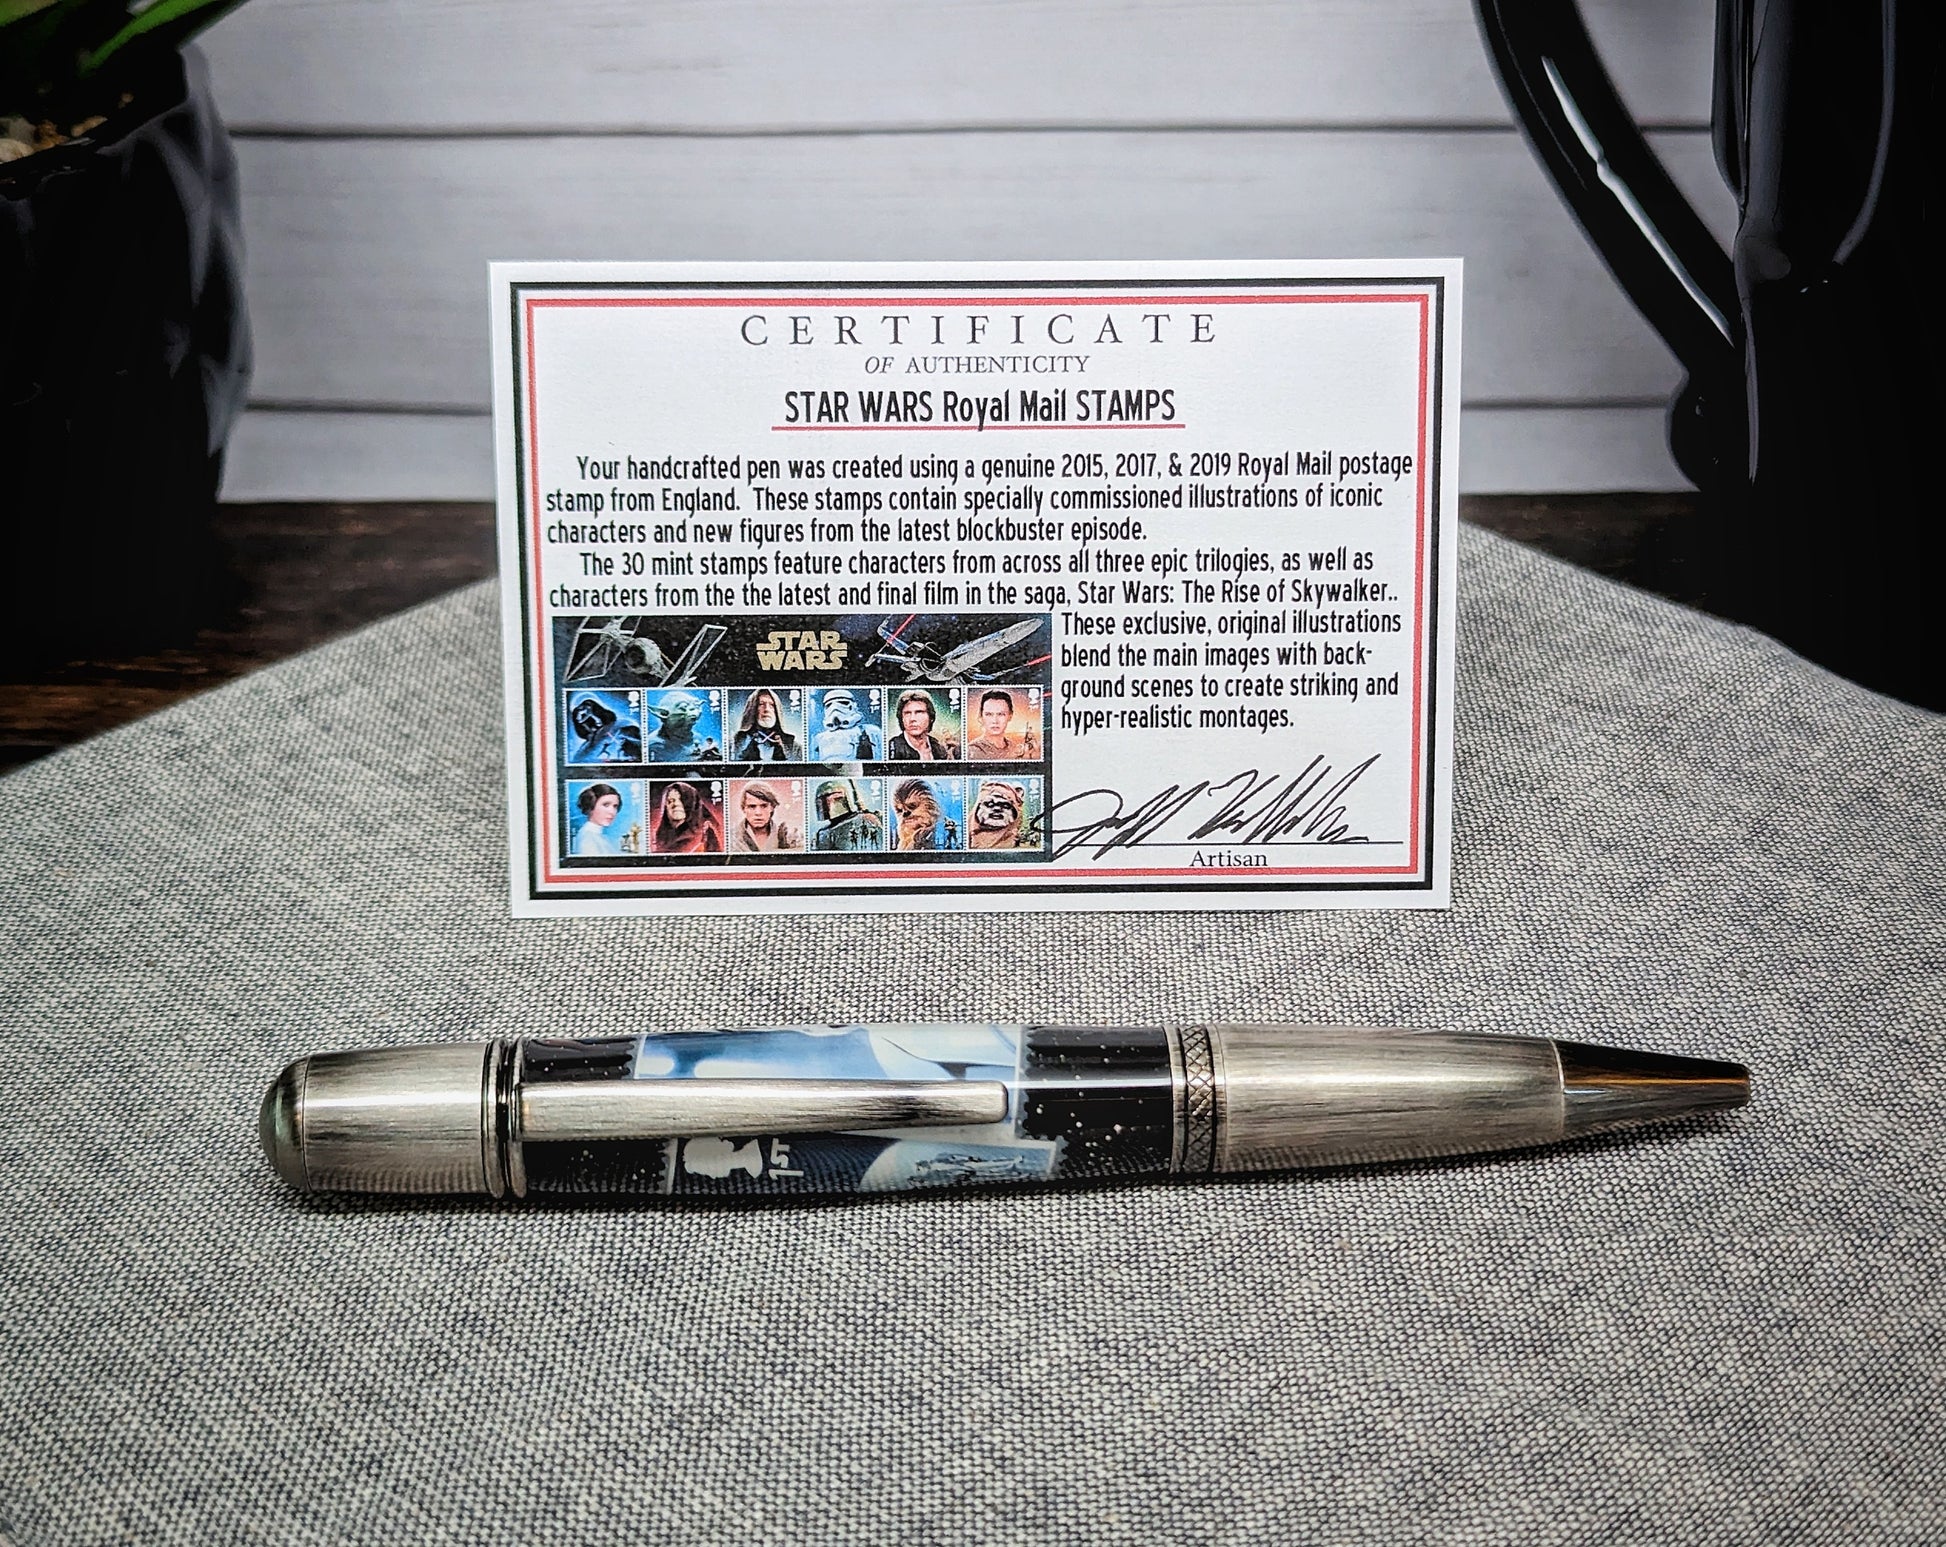 CERTIFICATE
OF AUTHENTICITY
STAR WARS Royal Mail STAMPS
Your handcrafted pen was created using a genuine 2015, 2017, & 2019 Royal Mail postage
stamp from England. These stamps contain specially commissioned illustrations of iconic
characters and new figures from the latest blockbuster episode.
The 30 mint stamps feature characters from across all three epic trilogies, as well as
characters from the the latest and final film in the saga, Star Wars: The Rise of Skywalker..
These exclusive, original illustrations
blend the main images with back-
ground scenes to create striking and
hyper-realistic montages.
STAR
WARS
Artisan